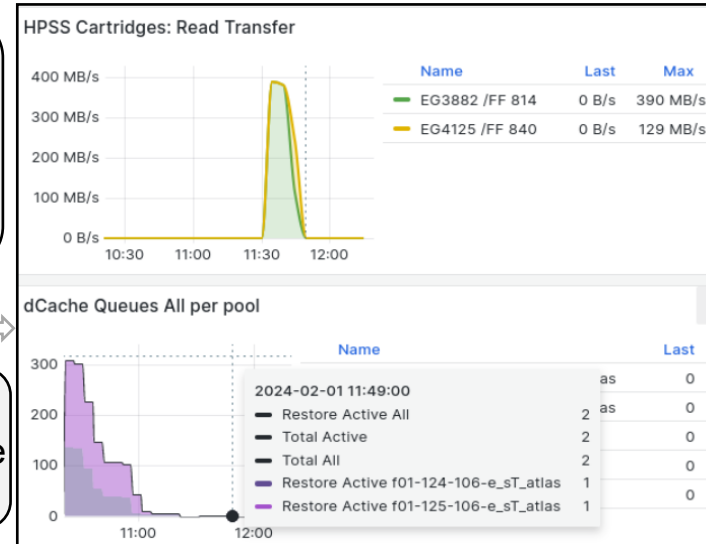 HPSS Cartridges: Read Transfer
400 MB/s
300 MB/s
200 MB/s
100 MB/s
0 B/s
10:30 11:00 11:30 12:00
Name Last Max
EG3882 /FF 814 0 B/s 390 MB/s
EG4125 /FF 840 0 B/s 129 MB/s
dCache Queues All per pool
300
200
100
0
11:00 12:00
Name Last
as 0
as 0
0
0
0
2024-02-01 11:49:00
Restore Active All 2
Total Active 2
Total All 2
Restore Active f01-124-106-e_sT_atlas 1
Restore Active f01-125-106-e_sT_atlas 1
e